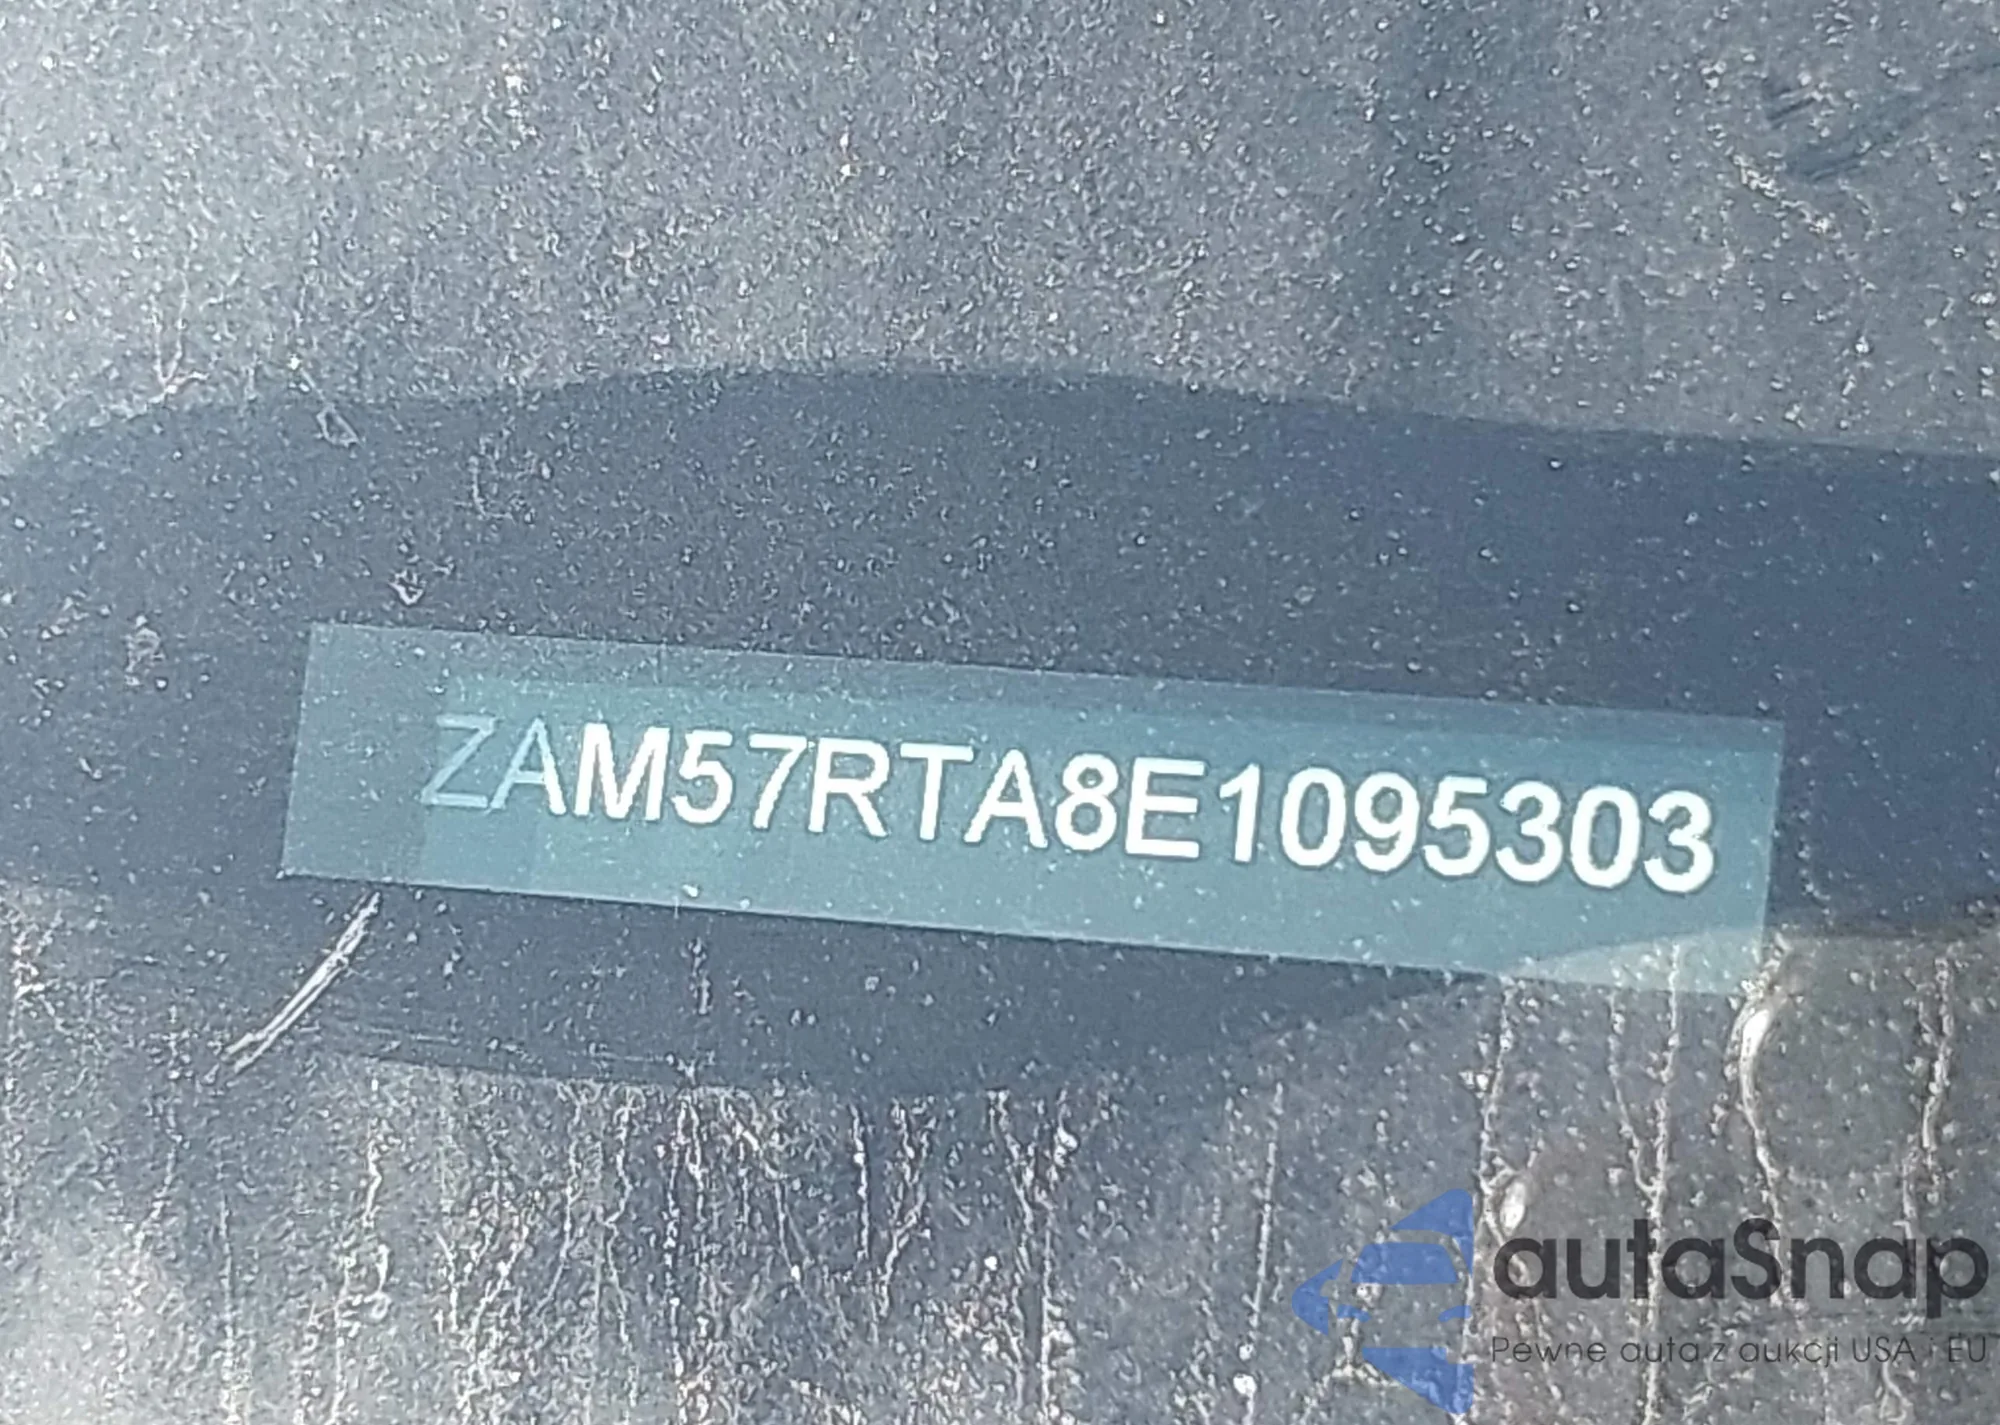 ZAM57RTA8E1095303
autaSnap
Pewne auta z aukcji USA i EU